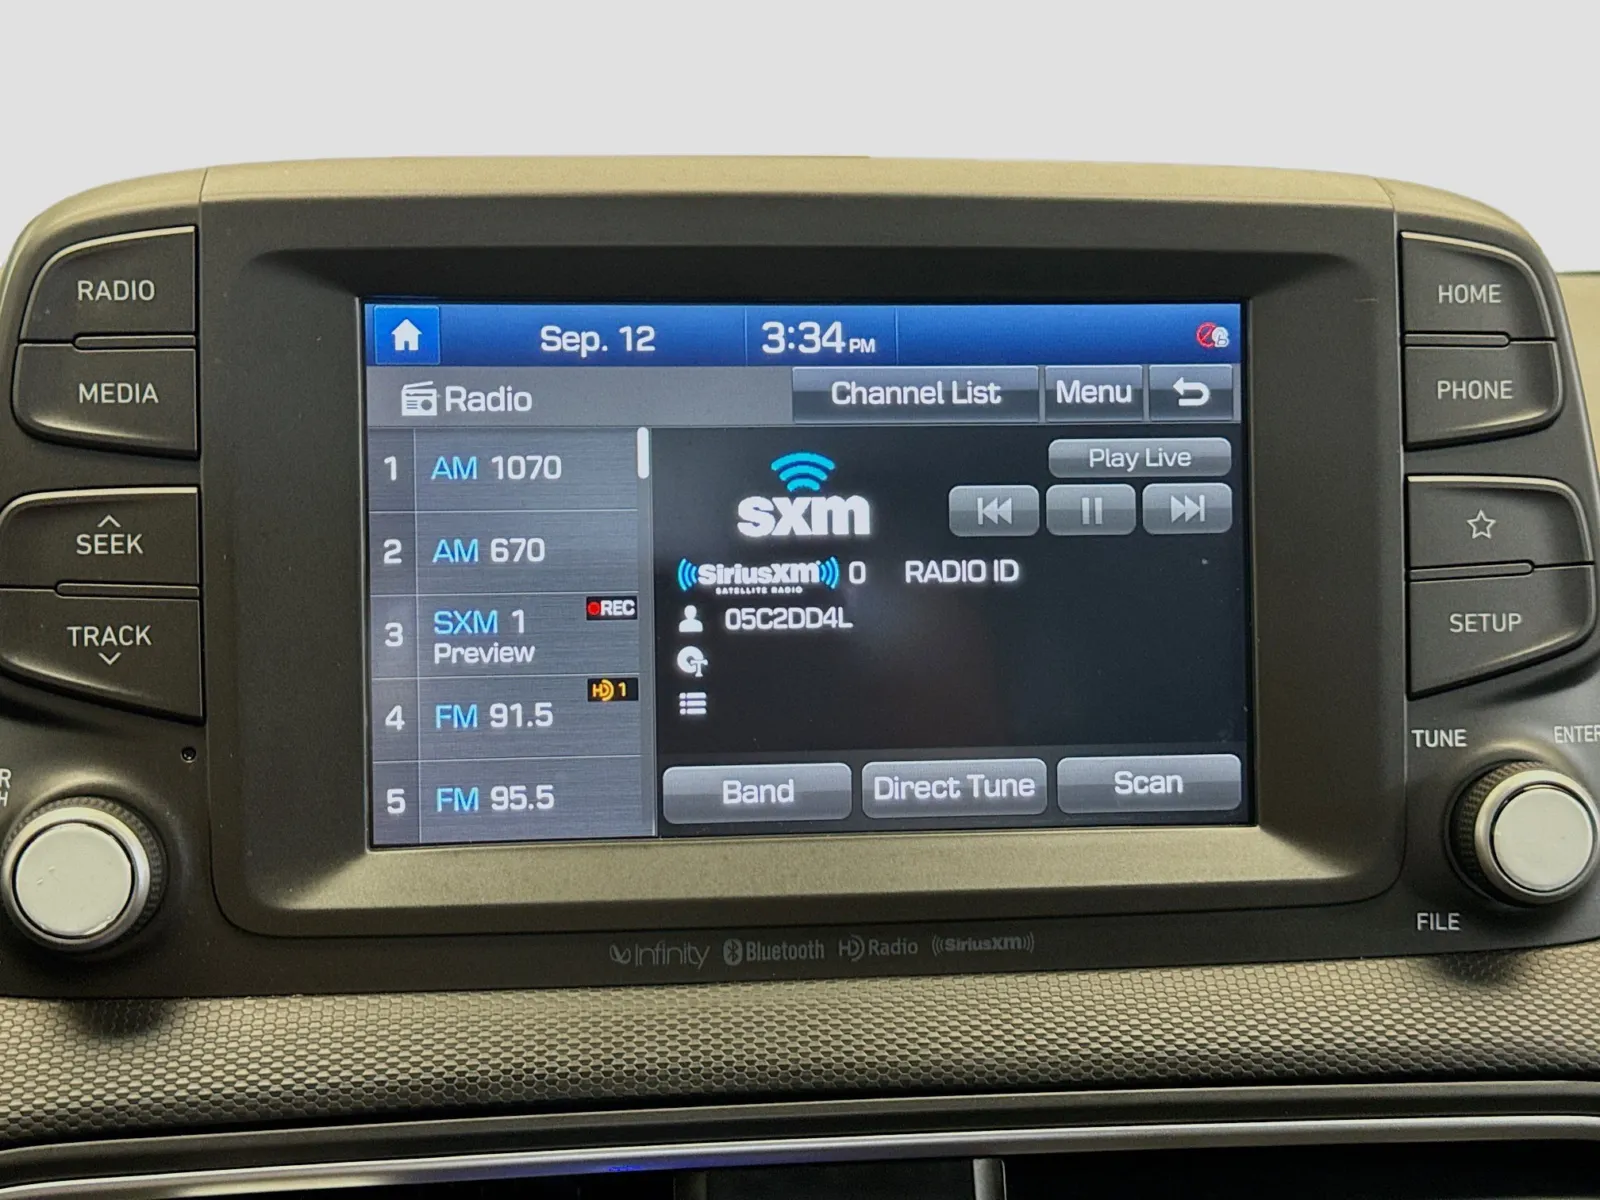 RADIO
MEDIA
SEEK
TRACK
Sep. 12
3:34 PM
Radio
Channel List
Menu
1 AM 1070
2 AM 670
3 SXM 1
REC
Preview
4 FM 91.5
HD 1
5 FM 95.5
sxm
Play Live
((SiriusXM)) 0 RADIO ID
SATELLITE RADIO
05C2DD4L
Band
Direct Tune
Scan
HOME
PHONE
SETUP
TUNE
ENTER
FILE
Infinity Bluetooth HD Radio ((SiriusXM))